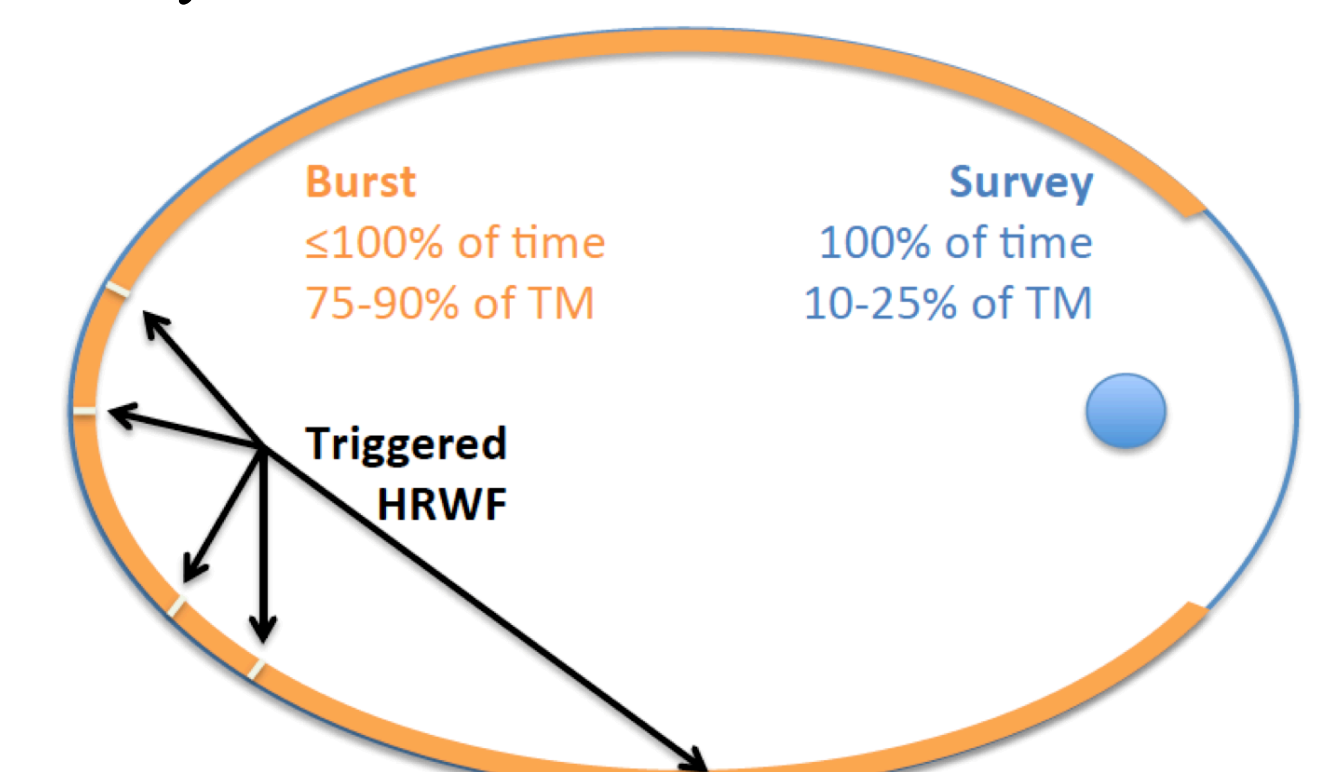 Burst
≤100% of time
75-90% of TM
Survey
100% of time
10-25% of TM
Triggered
HRWF